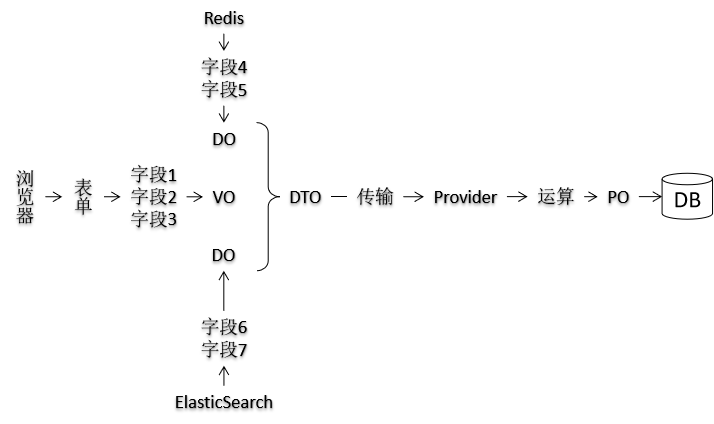 Redis
字段4
字段5
DO
浏览器
表单
字段1
字段2
字段3
VO
DTO
传输
Provider
运算
PO
DB
DO
字段6
字段7
ElasticSearch